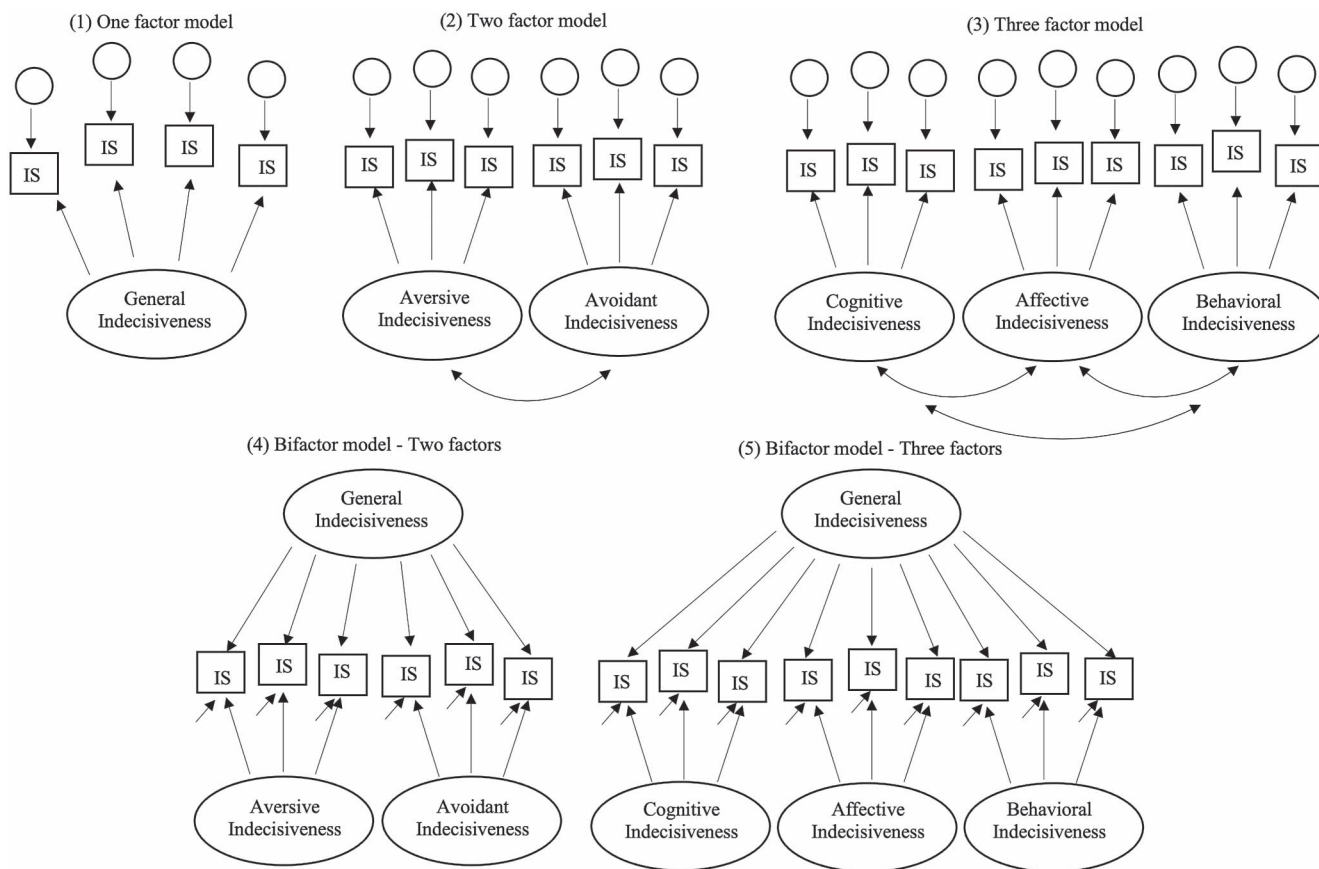 (1) One factor model
IS
IS
IS
IS
General
Indecisiveness
(2) Two factor model
IS
IS
IS
IS
IS
IS
Aversive
Indecisiveness
Avoidant
Indecisiveness
(3) Three factor model
IS
IS
IS
IS
IS
IS
IS
IS
IS
Cognitive
Indecisiveness
Affective
Indecisiveness
Behavioral
Indecisiveness
(4) Bifactor model - Two factors
General
Indecisiveness
IS
IS
IS
IS
IS
IS
Aversive
Indecisiveness
Avoidant
Indecisiveness
(5) Bifactor model - Three factors
General
Indecisiveness
IS
IS
IS
IS
IS
IS
IS
IS
IS
Cognitive
Indecisiveness
Affective
Indecisiveness
Behavioral
Indecisiveness